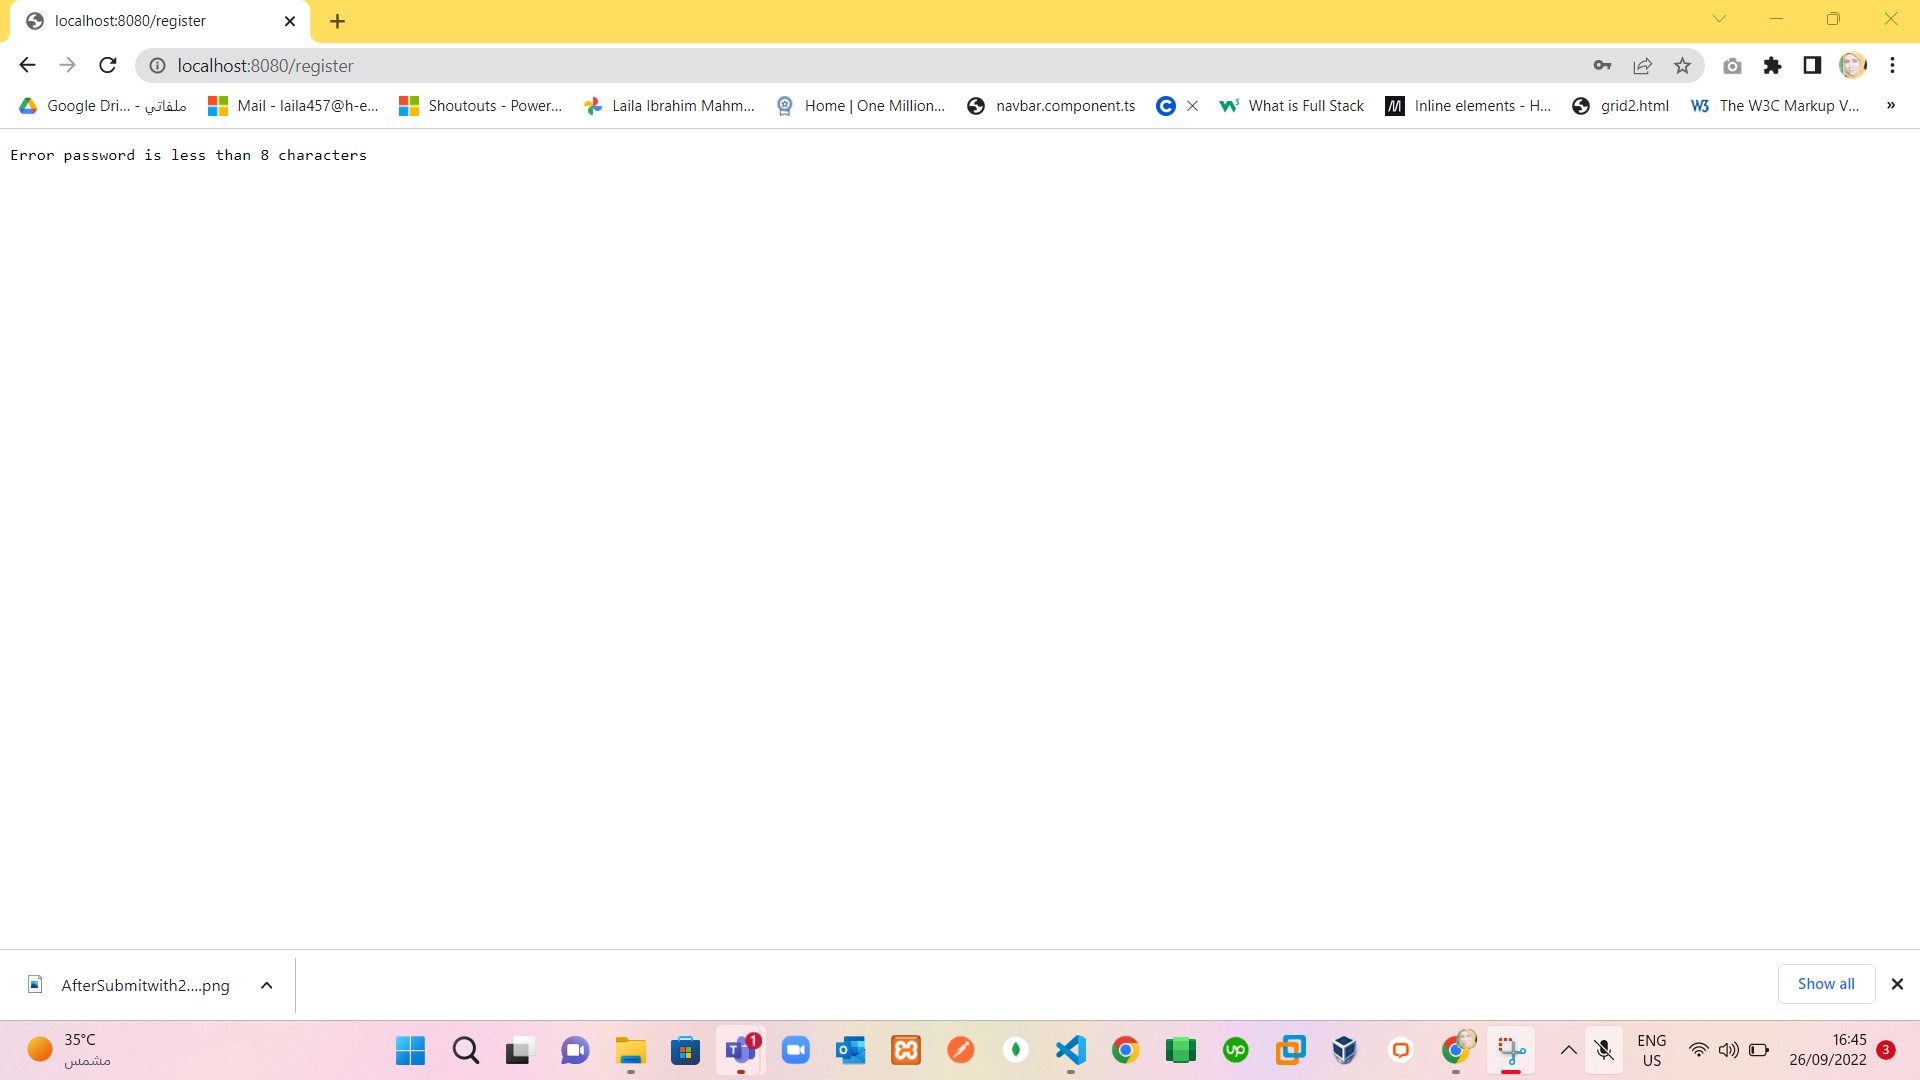 localhost:8080/register
localhost:8080/register
Google Dri... - ملفاتي
Mail - laila457@h-e...
Shoutouts - Power...
Laila Ibrahim Mahm...
Home | One Million...
navbar.component.ts
What is Full Stack
Inline elements - H...
grid2.html
The W3C Markup V...
»
Error password is less than 8 characters
AfterSubmitwith2....png
Show all
35°C
مشمس
1
up
ENG
US
16:45
26/09/2022
3